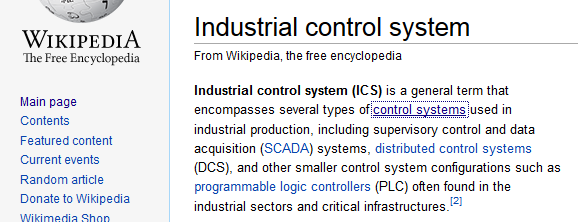 WIKIPEDIA
The Free Encyclopedia
Main page
Contents
Featured content
Current events
Random article
Donate to Wikipedia
Wikimedia Shop
Industrial control system
From Wikipedia, the free encyclopedia
Industrial control system (ICS) is a general term that
encompasses several types of control systems used in
industrial production, including supervisory control and data
acquisition (SCADA) systems, distributed control systems
(DCS), and other smaller control system configurations such as
programmable logic controllers (PLC) often found in the
industrial sectors and critical infrastructures.[2]